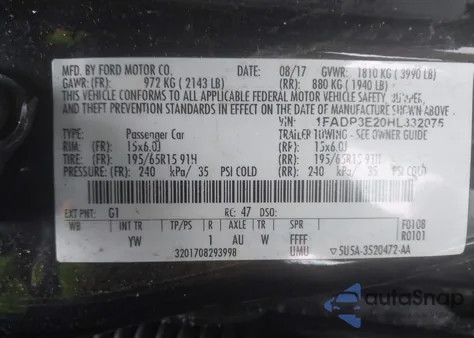 MFD. BY FORD MOTOR CO. DATE: 08/17 GVWR: 1810 KG ( 3990 LB)
GAWR: (FR): 972 KG ( 2143 LB) RR: 880 KG ( 1940 LB)
THIS VEHICLE CONFORMS TO ALL APPLICABLE FEDERAL MOTOR VEHICLE SAFETY, BUMPER,
AND THEFT PREVENTION STANDARDS IN EFFECT ON THE DATE OF MANUFACTURE SHOWN ABOVE.
VIN: 1FADP3E20HL332075
TYPE: Passenger Car TRAILER TOWING - SEE OWNER GUIDE
RIM: (FR): 15x6.0J RR): 15x6.0J
TIRE: (FR): 195/65R15 91H RR): 195/65R15 91H
PRESSURE: (FR): 240 kPa/ 35 PSI COLD RR): 240 kPa/ 35 PSI COLD
EXT PNT: G1 RC: 47 DSO:
WB INT TR TP/PS R AXLE TR SPR F0108
YW 1 AU W FFFF R0101
3201708293998 UMU ▽5U5A-3520472-AA
autoSnap